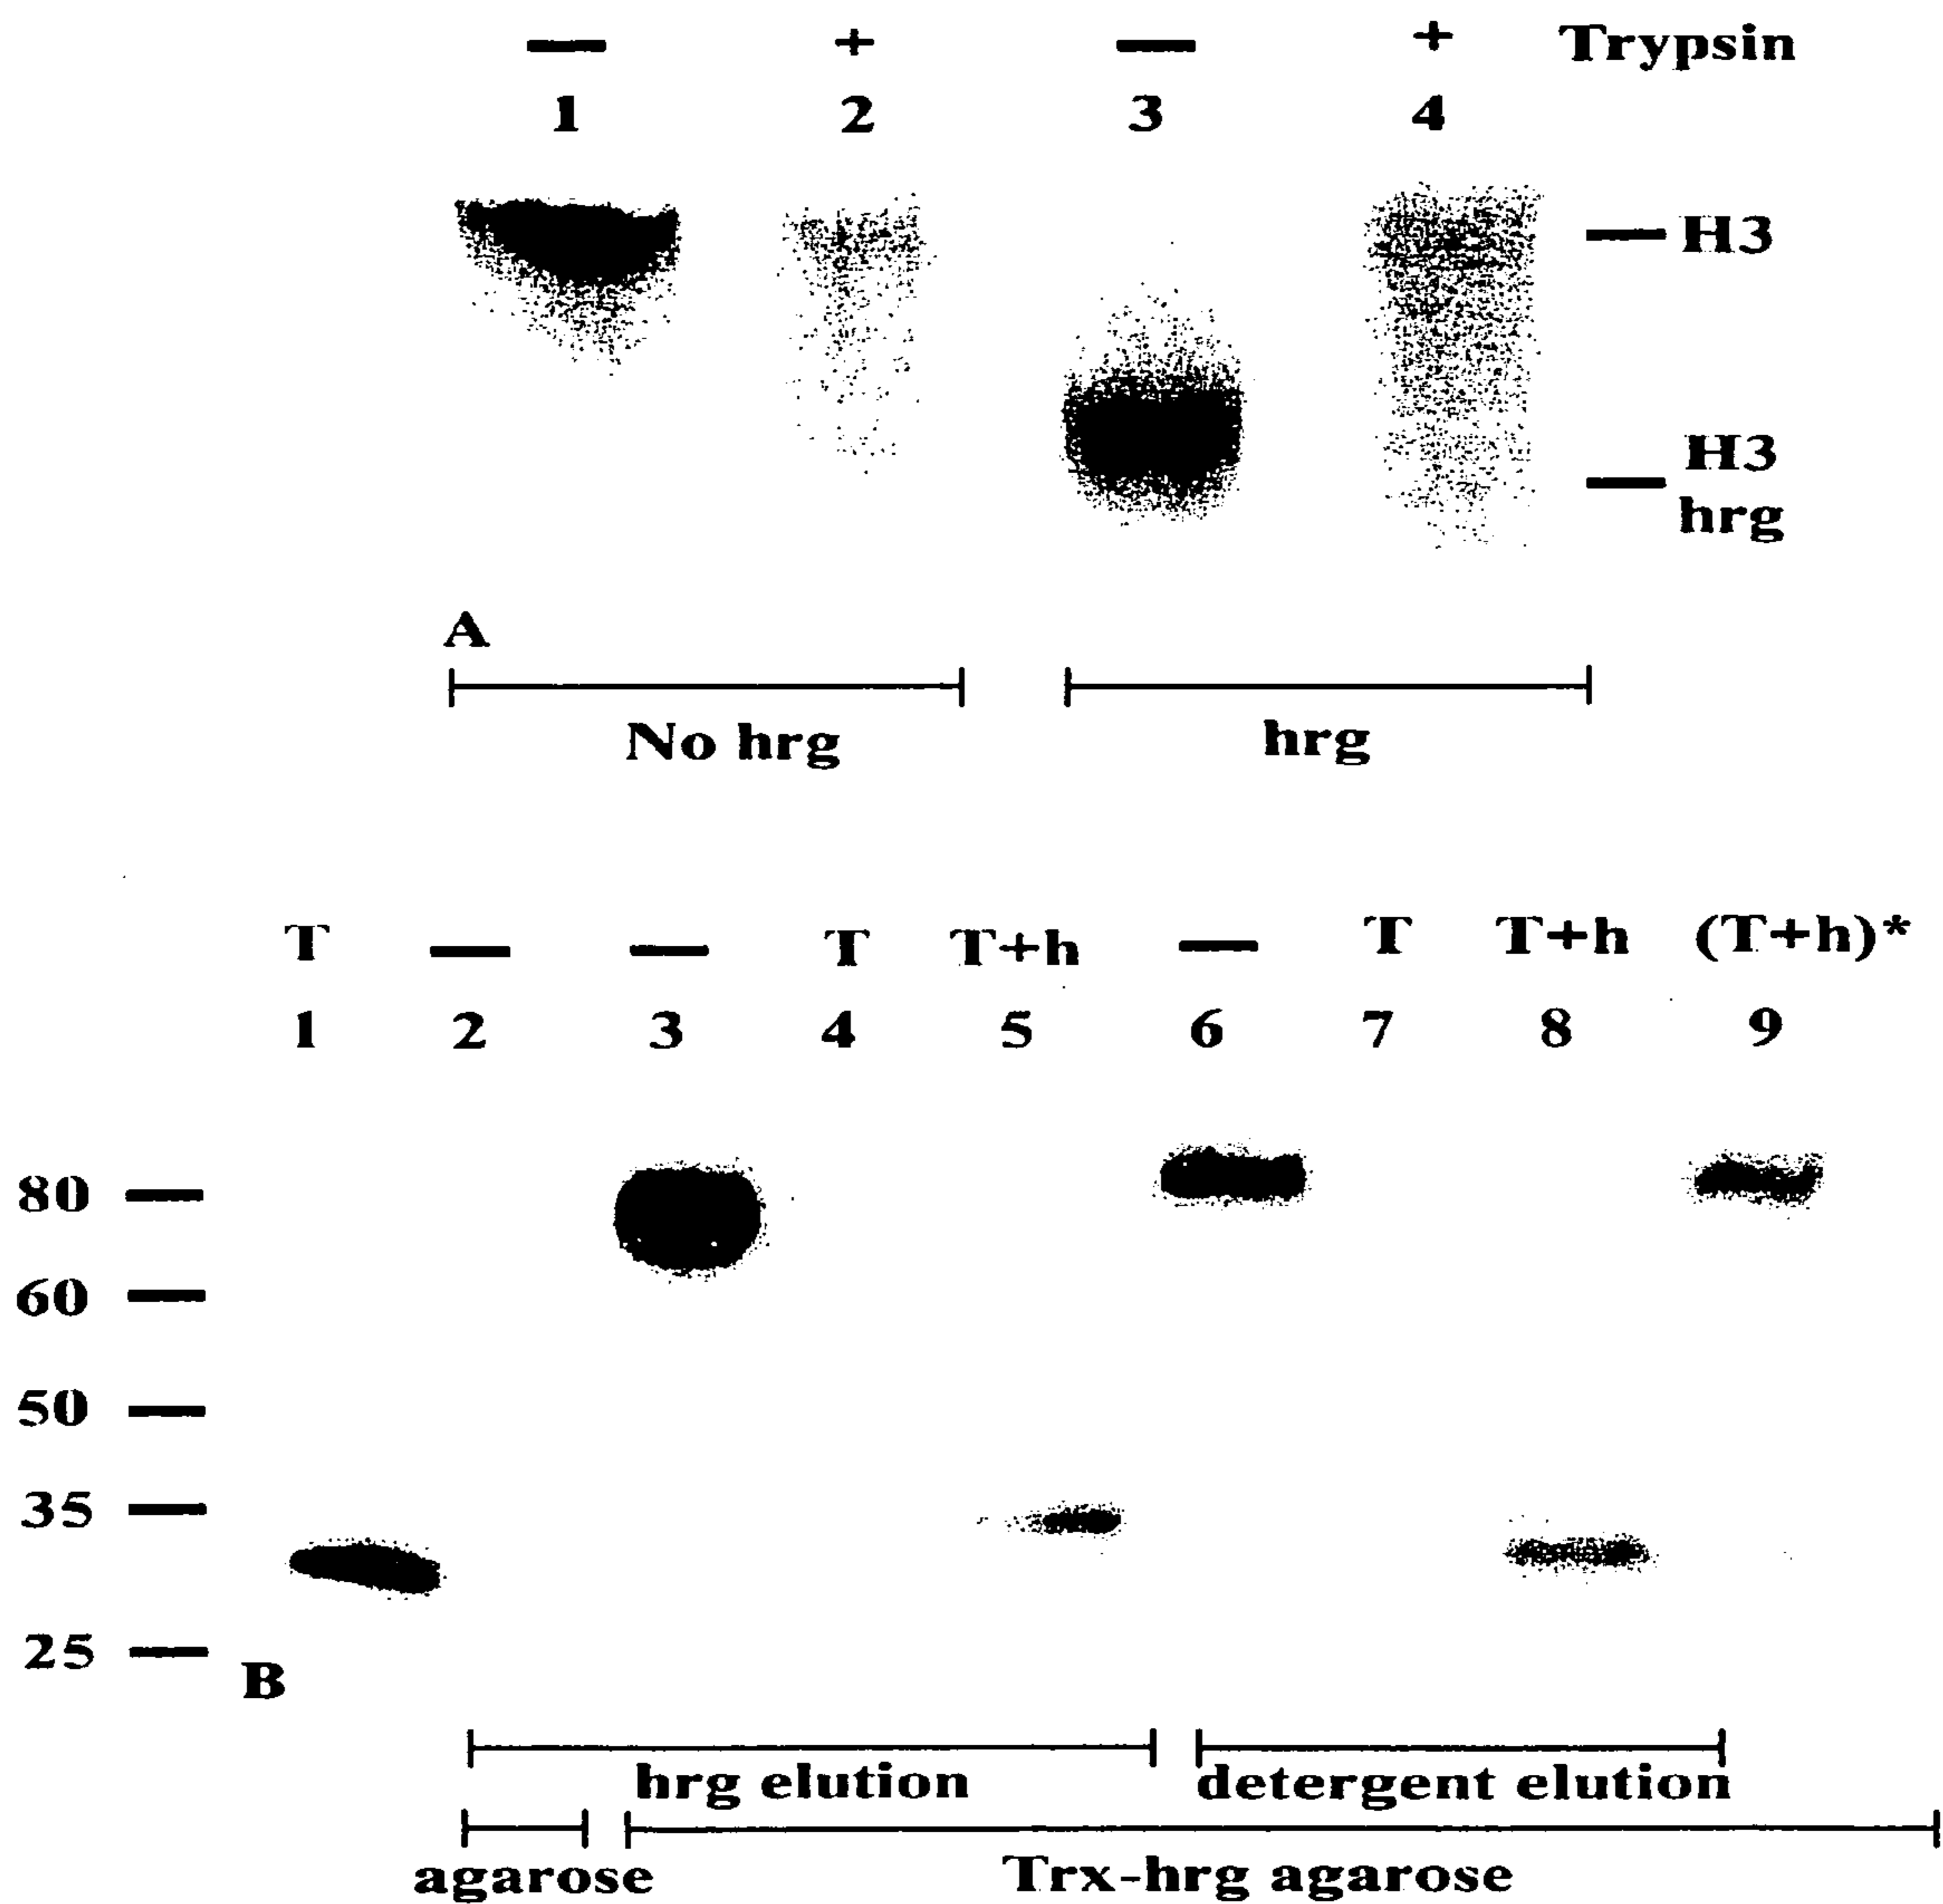 — + — + Trypsin
1 2 3 4
— H3
H3
— hrg
A
No hrg hrg
T — — T T+h — T T+h (T+h)*
1 2 3 4 5 6 7 8 9
80 —
60 —
50 —
35 —
25 —
B
hrg elution detergent elution
agarose Trx-hrg agarose